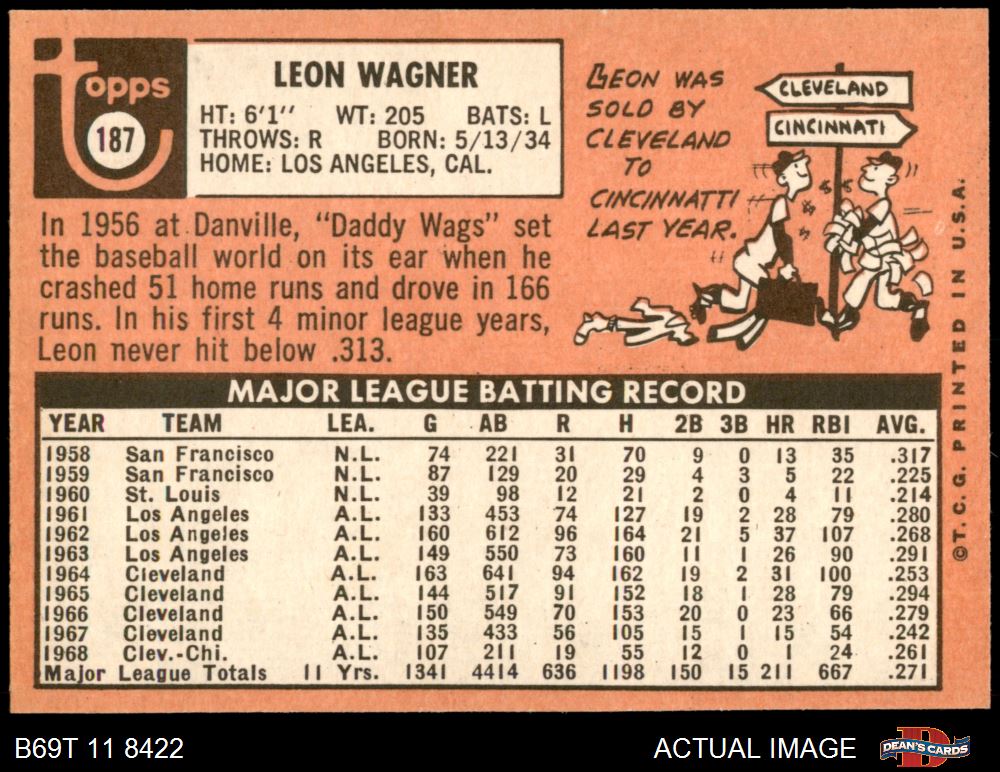 Topps
187
LEON WAGNER
HT: 6'1'' WT: 205 BATS: L
THROWS: R BORN: 5/13/34
HOME: LOS ANGELES, CAL.
In 1956 at Danville, "Daddy Wags" set
the baseball world on its ear when he
crashed 51 home runs and drove in 166
runs. In his first 4 minor league years,
Leon never hit below .313.
LEON WAS
SOLD BY
CLEVELAND
TO
CINCINNATTI
LAST YEAR.
CLEVELAND
CINCINNATI
MAJOR LEAGUE BATTING RECORD
YEAR TEAM LEA. G AB R H 2B 3B HR RBI AVG.
1958 San Francisco N.L. 74 221 31 70 9 0 13 35 .317
1959 San Francisco N.L. 87 129 20 29 4 3 5 22 .225
1960 St. Louis N.L. 39 98 12 21 2 0 4 11 .214
1961 Los Angeles A.L. 133 453 74 127 19 2 28 79 .280
1962 Los Angeles A.L. 160 612 96 164 21 5 37 107 .268
1963 Los Angeles A.L. 149 550 73 160 11 1 26 90 .291
1964 Cleveland A.L. 163 641 94 162 19 2 31 100 .253
1965 Cleveland A.L. 144 517 91 152 18 1 28 79 .294
1966 Cleveland A.L. 150 549 70 153 20 0 23 66 .279
1967 Cleveland A.L. 135 433 56 105 15 1 15 54 .242
1968 Clev.-Chi. A.L. 107 211 19 55 12 0 1 24 .261
Major League Totals 11 Yrs. 1341 4414 636 1198 150 15 211 667 .271
©T. C. G. PRINTED IN U.S.A.
B69T 11 8422
ACTUAL IMAGE
D
DEAN'S CARDS